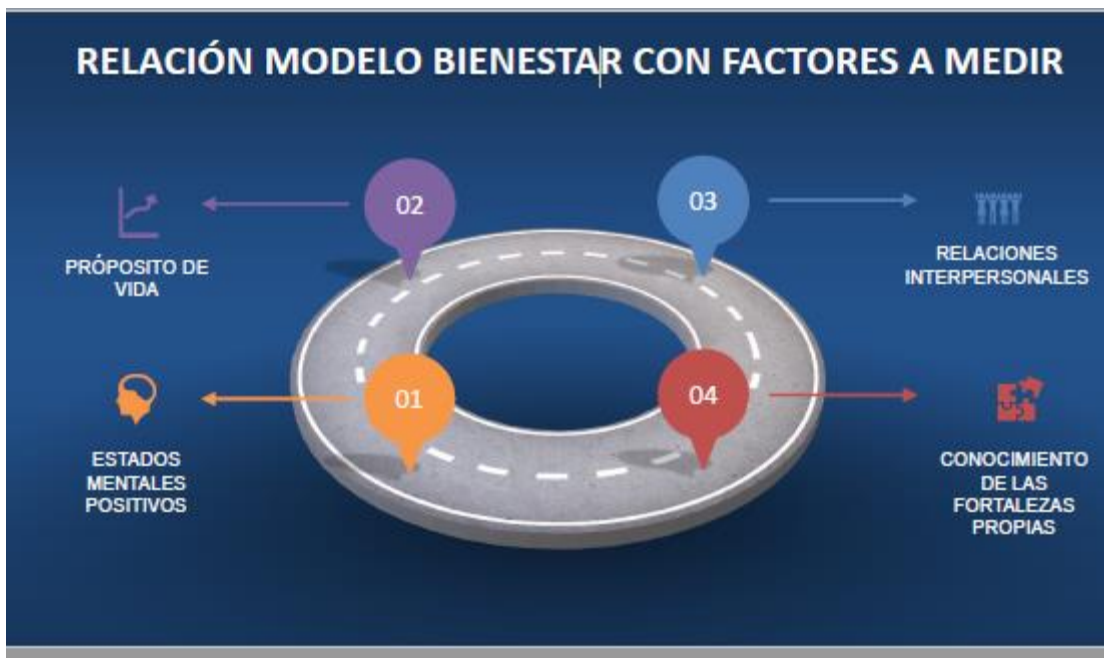 RELACIÓN MODELO BIENESTAR CON FACTORES A MEDIR
02
03
PRÓPOSITO DE
VIDA
RELACIONES
INTERPERSONALES
01
04
ESTADOS
MENTALES
POSITIVOS
CONOCIMIENTO
DE LAS
FORTALEZAS
PROPIAS